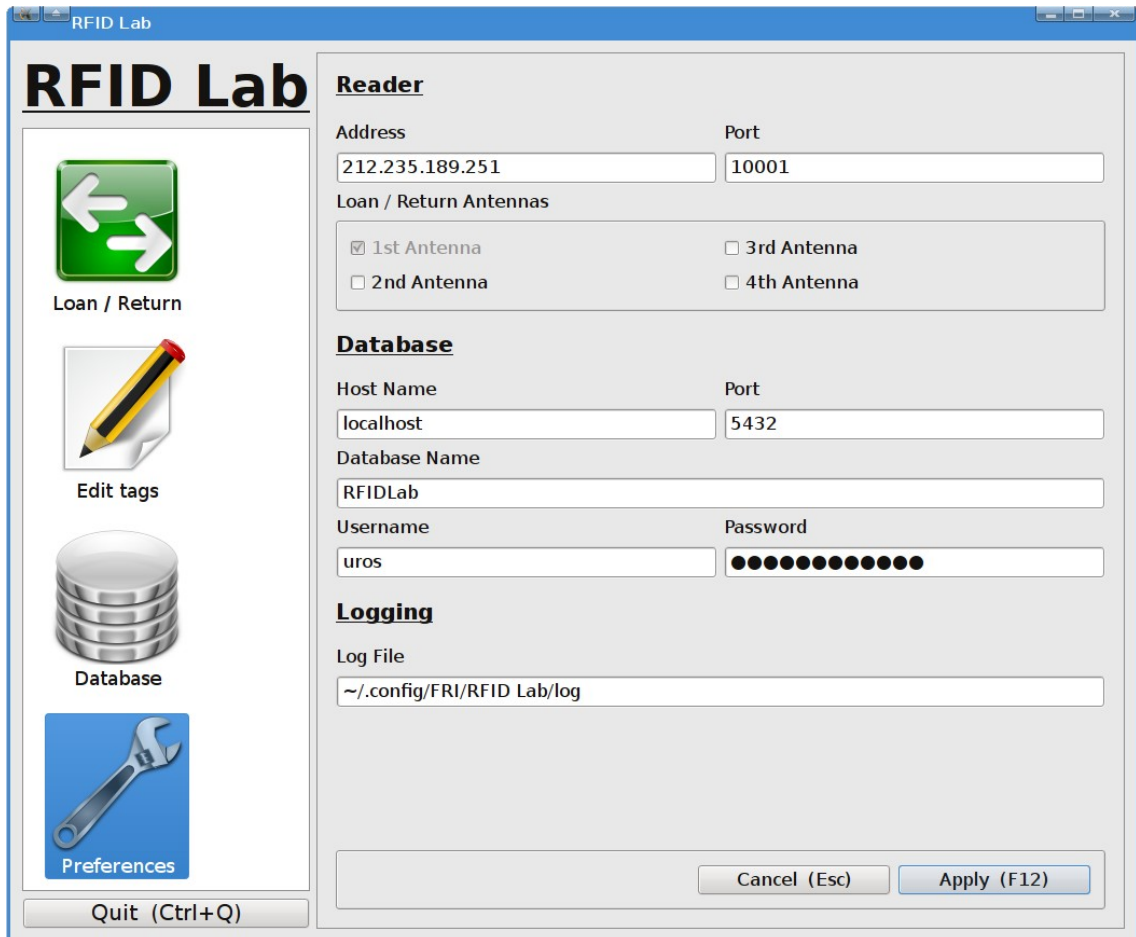 RFID Lab
RFID Lab
Loan / Return
Edit tags
Database
Preferences
Quit (Ctrl+Q)
Reader
Address Port
212.235.189.251 10001
Loan / Return Antennas
1st Antenna 3rd Antenna
2nd Antenna 4th Antenna
Database
Host Name Port
localhost 5432
Database Name
RFIDLab
Username Password
uros ●●●●●●●●●●●●
Logging
Log File
~/.config/FRI/RFID Lab/log
Cancel (Esc) Apply (F12)